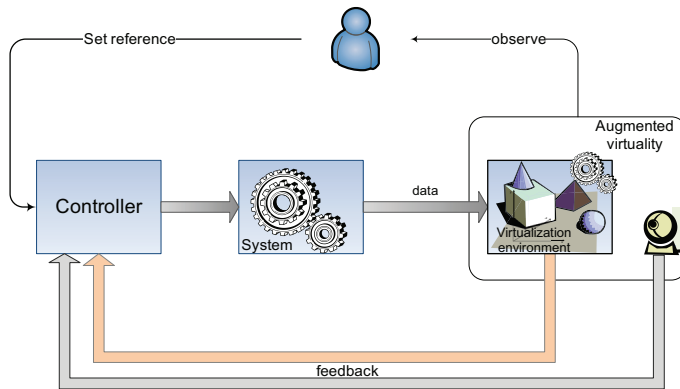 Set reference
observe
Augmented
virtuality
Controller
System
data
Virtualization
environment
feedback